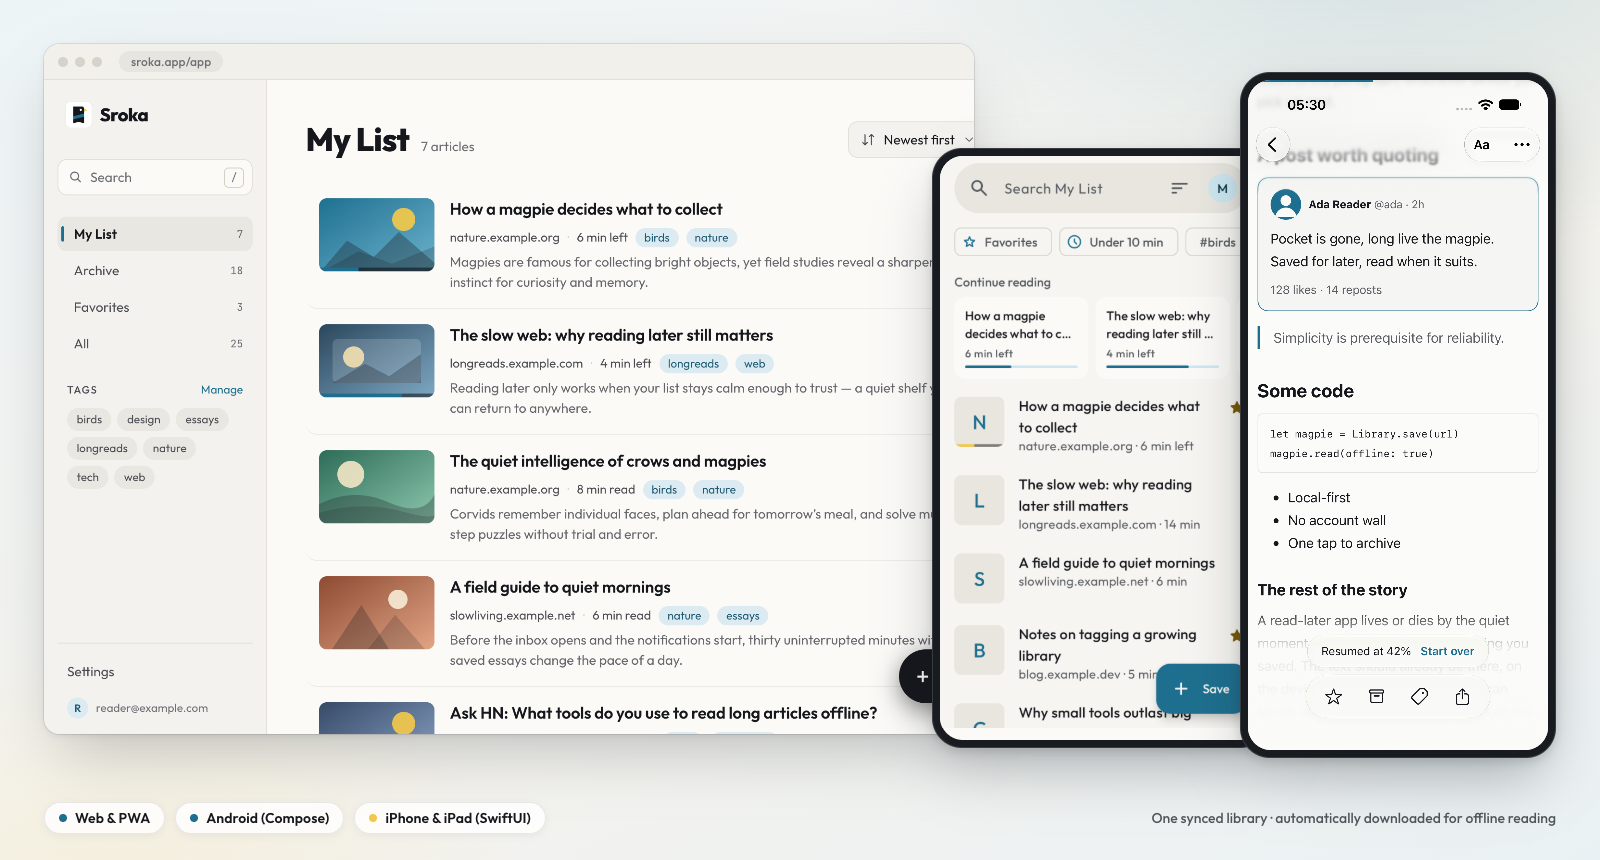 sroka.app/app
Sroka
Search /
My List 7
Archive 18
Favorites 3
All 25
TAGS Manage
birds design essays
longreads nature
tech web
Settings
R reader@example.com
My List 7 articles
Newest first
How a magpie decides what to collect
nature.example.org · 6 min left birds nature
Magpies are famous for collecting bright objects, yet field studies reveal a sharper
instinct for curiosity and memory.
The slow web: why reading later still matters
longreads.example.com · 4 min left longreads web
Reading later only works when your list stays calm enough to trust — a quiet shelf
can return to anywhere.
The quiet intelligence of crows and magpies
nature.example.org · 8 min read birds nature
Corvids remember individual faces, plan ahead for tomorrow's meal, and solve
step puzzles without trial and error.
A field guide to quiet mornings
slowliving.example.net · 6 min read nature essays
Before the inbox opens and the notifications start, thirty uninterrupted minutes
saved essays change the pace of a day.
Ask HN: What tools do you use to read long articles offline?
Search My List M
Favorites Under 10 min #birds
Continue reading
How a magpie
decides what to c...
6 min left
The slow web: why
reading later still ...
4 min left
N
How a magpie decides what
to collect
nature.example.org · 6 min left
L
The slow web: why reading
later still matters
longreads.example.com · 14 min
S
A field guide to quiet mornings
slowliving.example.net · 6 min
B
Notes on tagging a growing
library
blog.example.dev · 5 min
Save
Why small tools outlast big
05:30
Aa
post worth quoting
Ada Reader @ada · 2h
Pocket is gone, long live the magpie.
Saved for later, read when it suits.
128 likes · 14 reposts
Simplicity is prerequisite for reliability.
Some code
let magpie = Library.save(url)
magpie.read(offline: true)
• Local-first
• No account wall
• One tap to archive
The rest of the story
A read-later app lives or dies by the quiet
Resumed at 42% Start over
Web & PWA
Android (Compose)
iPhone & iPad (SwiftUI)
One synced library · automatically downloaded for offline reading